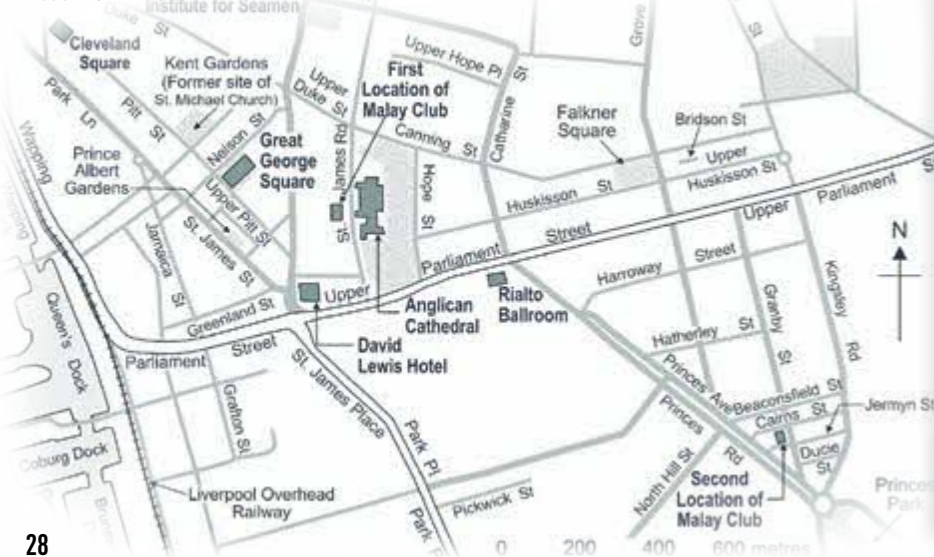 Institute for Seamen
Duke St
Cleveland
Square
Kent Gardens
(Former site of
St. Michael Church)
Upper
Duke St
First
Location of
Malay Club
Upper Hope Pl
Catharine St
Grove
St
Park Ln
Pitt St
Nelson St
Great
George
Square
St. James Rd
Canning St
Falkner
Square
Bridson St
Upper
Huskisson St
Wapping
Prince
Albert
Gardens
Upper Pitt St
Hope St
Huskisson St
Upper Parliament
Parliament Street
N
Jamaica St
St. James St
Harroway Street
Kingsley Rd
Queen's Dock
Greenland St
Upper
Anglican
Cathedral
Rialto
Ballroom
Granby St
Hatherley St
Parliament Street
David
Lewis Hotel
St. James Place
Grafton St
Princes Ave
Princes Rd
Beaconsfield St
Cairns St
Jermyn St
Ducie St
Coburg Dock
Park Pl
Liverpool Overhead
Railway
Pickwick St
North Hill St
Second
Location of
Malay Club
Princes
Park
Park
28
0 200 400 600 metres